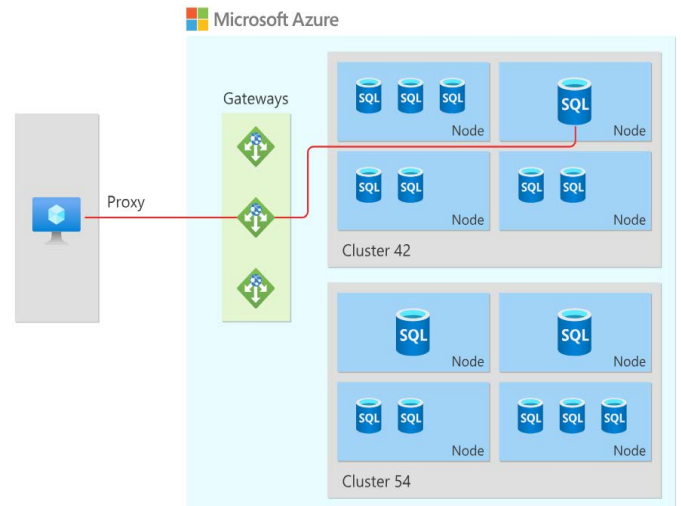 Microsoft Azure
Gateways
Proxy
SQL SQL SQL
Node
SQL
Node
SQL SQL
Node
SQL SQL
Node
Cluster 42
SQL
Node
SQL
Node
SQL SQL
Node
SQL SQL SQL
Node
Cluster 54